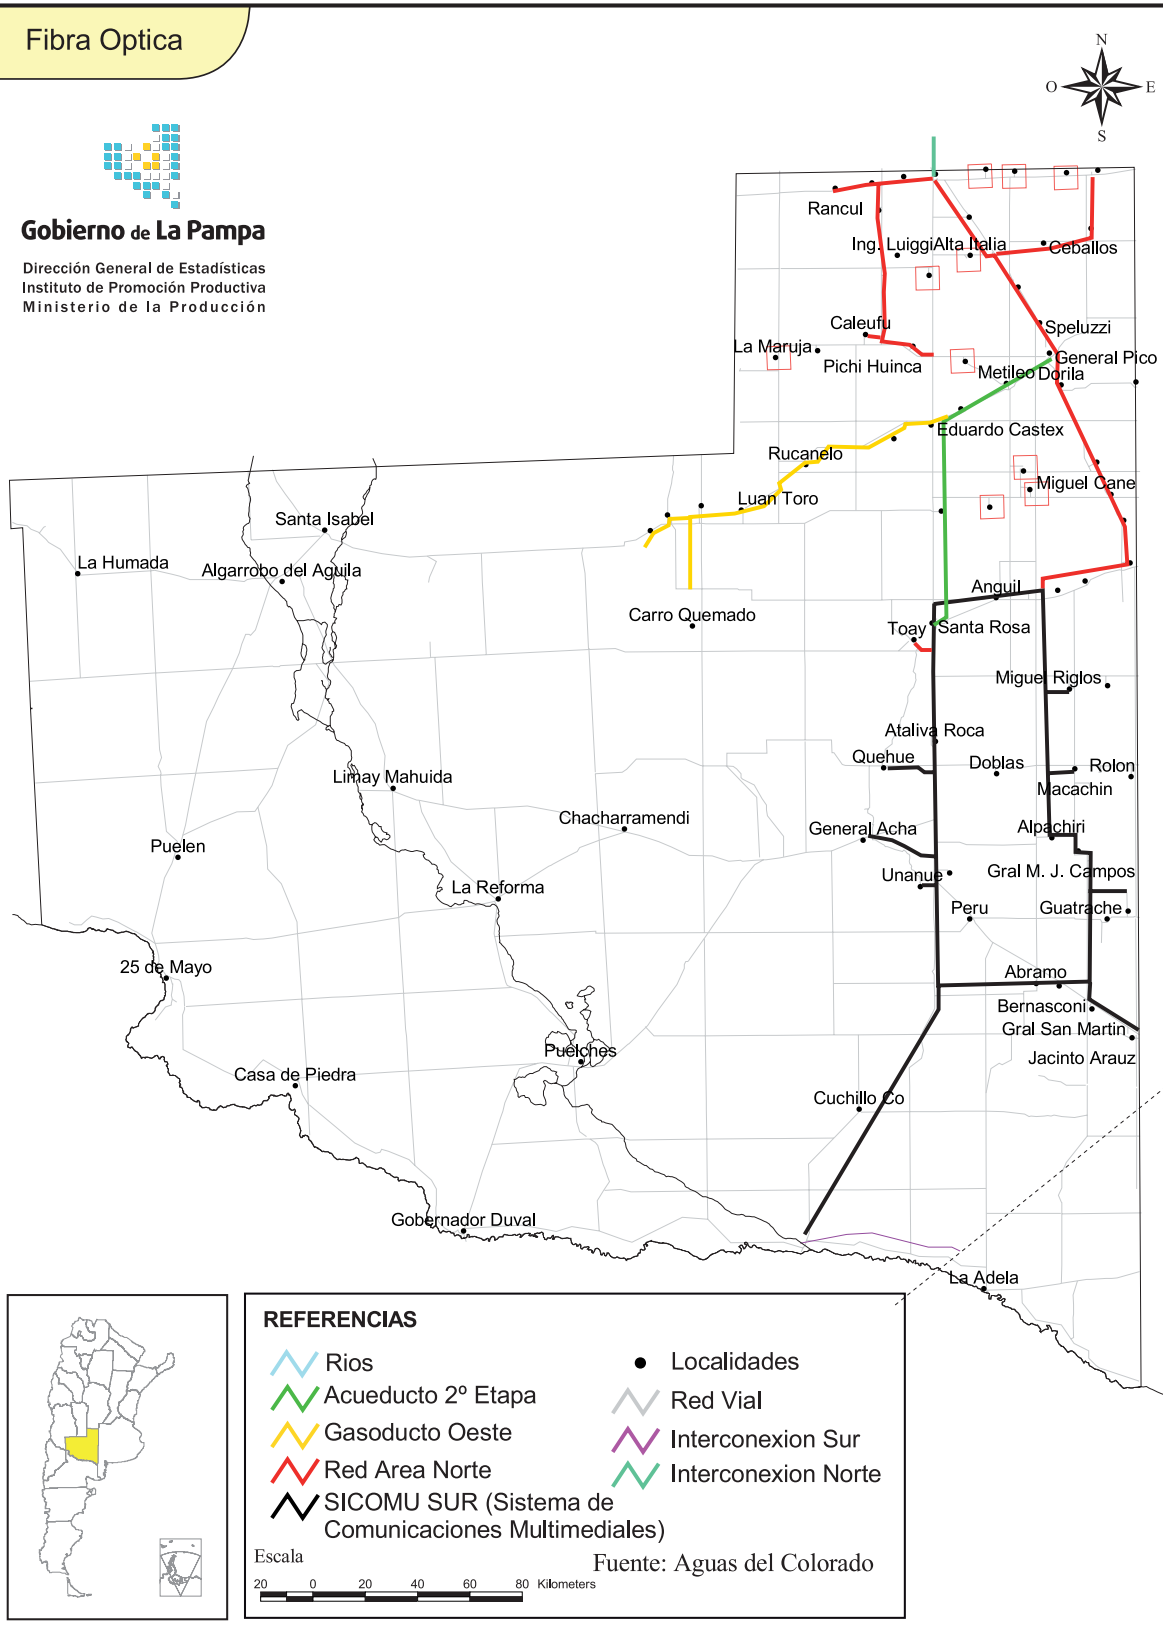 Fibra Optica
N
O
E
S
Gobierno de La Pampa
Dirección General de Estadísticas
Instituto de Promoción Productiva
Ministerio de la Producción
Rancul
Ing. Luiggi
Alta Italia
Ceballos
Caleufu
Speluzzi
La Maruja
General Pico
Pichi Huinca
Metileo
Dorila
Eduardo Castex
Rucanelo
Miguel Cane
Luan Toro
Santa Isabel
La Humada
Algarrobo del Aguila
Anguil
Carro Quemado
Toay
Santa Rosa
Miguel Riglos
Ataliva Roca
Quehue
Doblas
Rolon
Limay Mahuida
Macachin
Chacharramendi
General Acha
Alpachiri
Puelen
Unanue
Gral M. J. Campos
La Reforma
Peru
Guatrache
25 de Mayo
Abramo
Bernasconi
Gral San Martin
Puelches
Jacinto Arauz
Casa de Piedra
Cuchillo Co
Gobernador Duval
La Adela
REFERENCIAS
Rios
Acueducto 2º Etapa
Gasoducto Oeste
Red Area Norte
SICOMU SUR (Sistema de
Comunicaciones Multimediales)
Localidades
Red Vial
Interconexion Sur
Interconexion Norte
Escala
Fuente: Aguas del Colorado
20 0 20 40 60 80 Kilometers